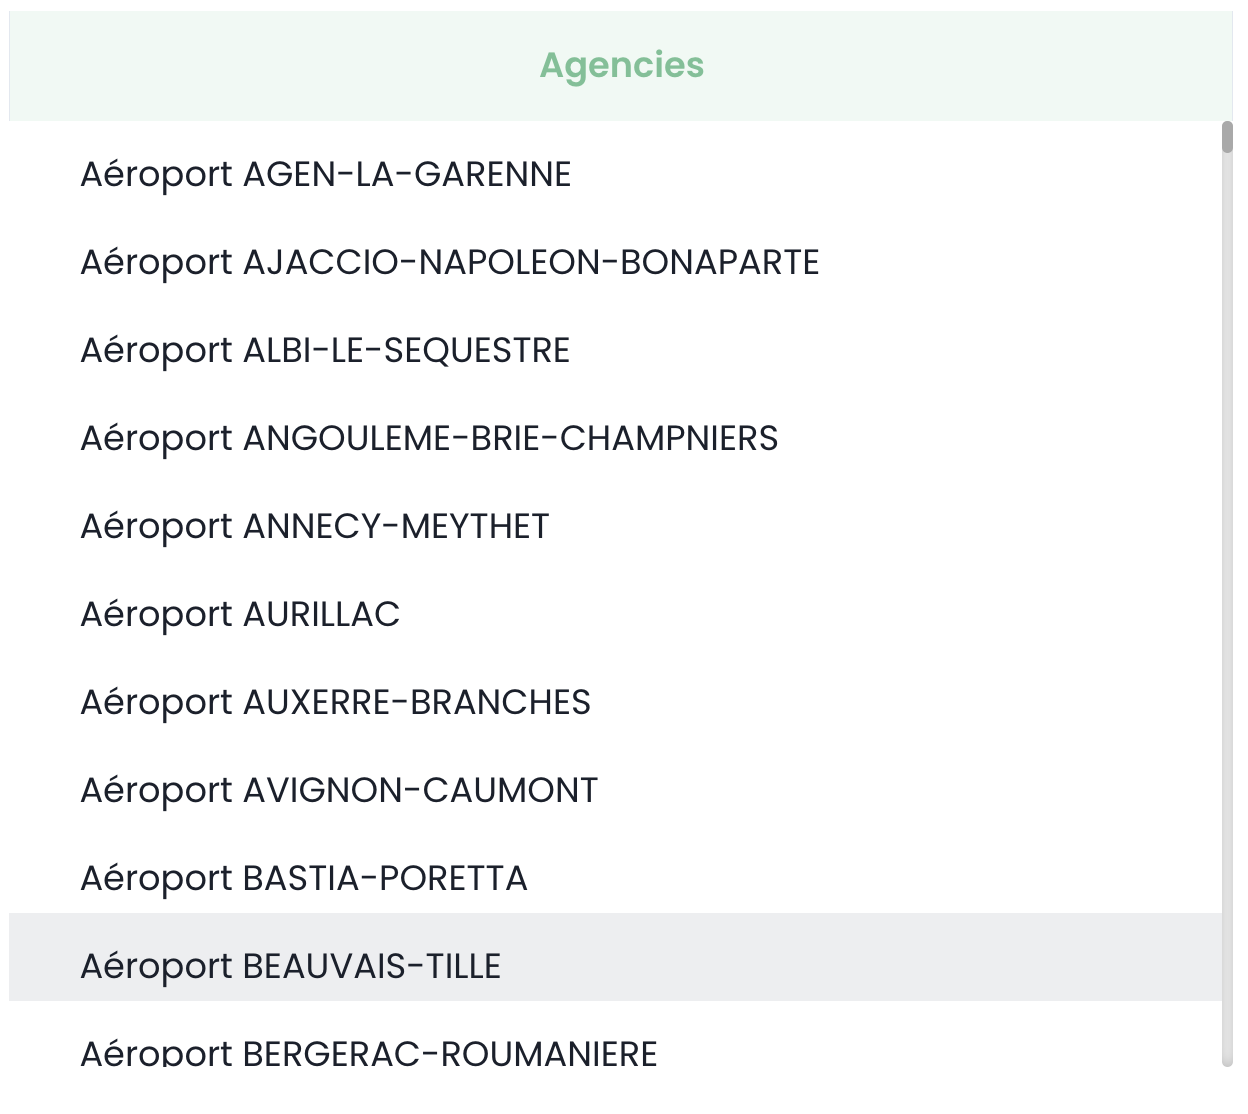 Agencies
Aéroport AGEN-LA-GARENNE
Aéroport AJACCIO-NAPOLEON-BONAPARTE
Aéroport ALBI-LE-SEQUESTRE
Aéroport ANGOULEME-BRIE-CHAMPNIERS
Aéroport ANNECY-MEYTHET
Aéroport AURILLAC
Aéroport AUXERRE-BRANCHES
Aéroport AVIGNON-CAUMONT
Aéroport BASTIA-PORETTA
Aéroport BEAUVAIS-TILLE
Aéroport BERGERAC-ROUMANIERE